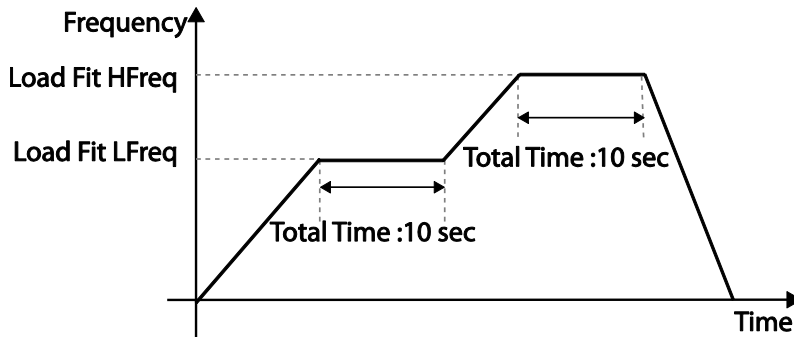 Frequency
Load Fit HFreq
Load Fit LFreq
Total Time :10 sec
Total Time :10 sec
Time